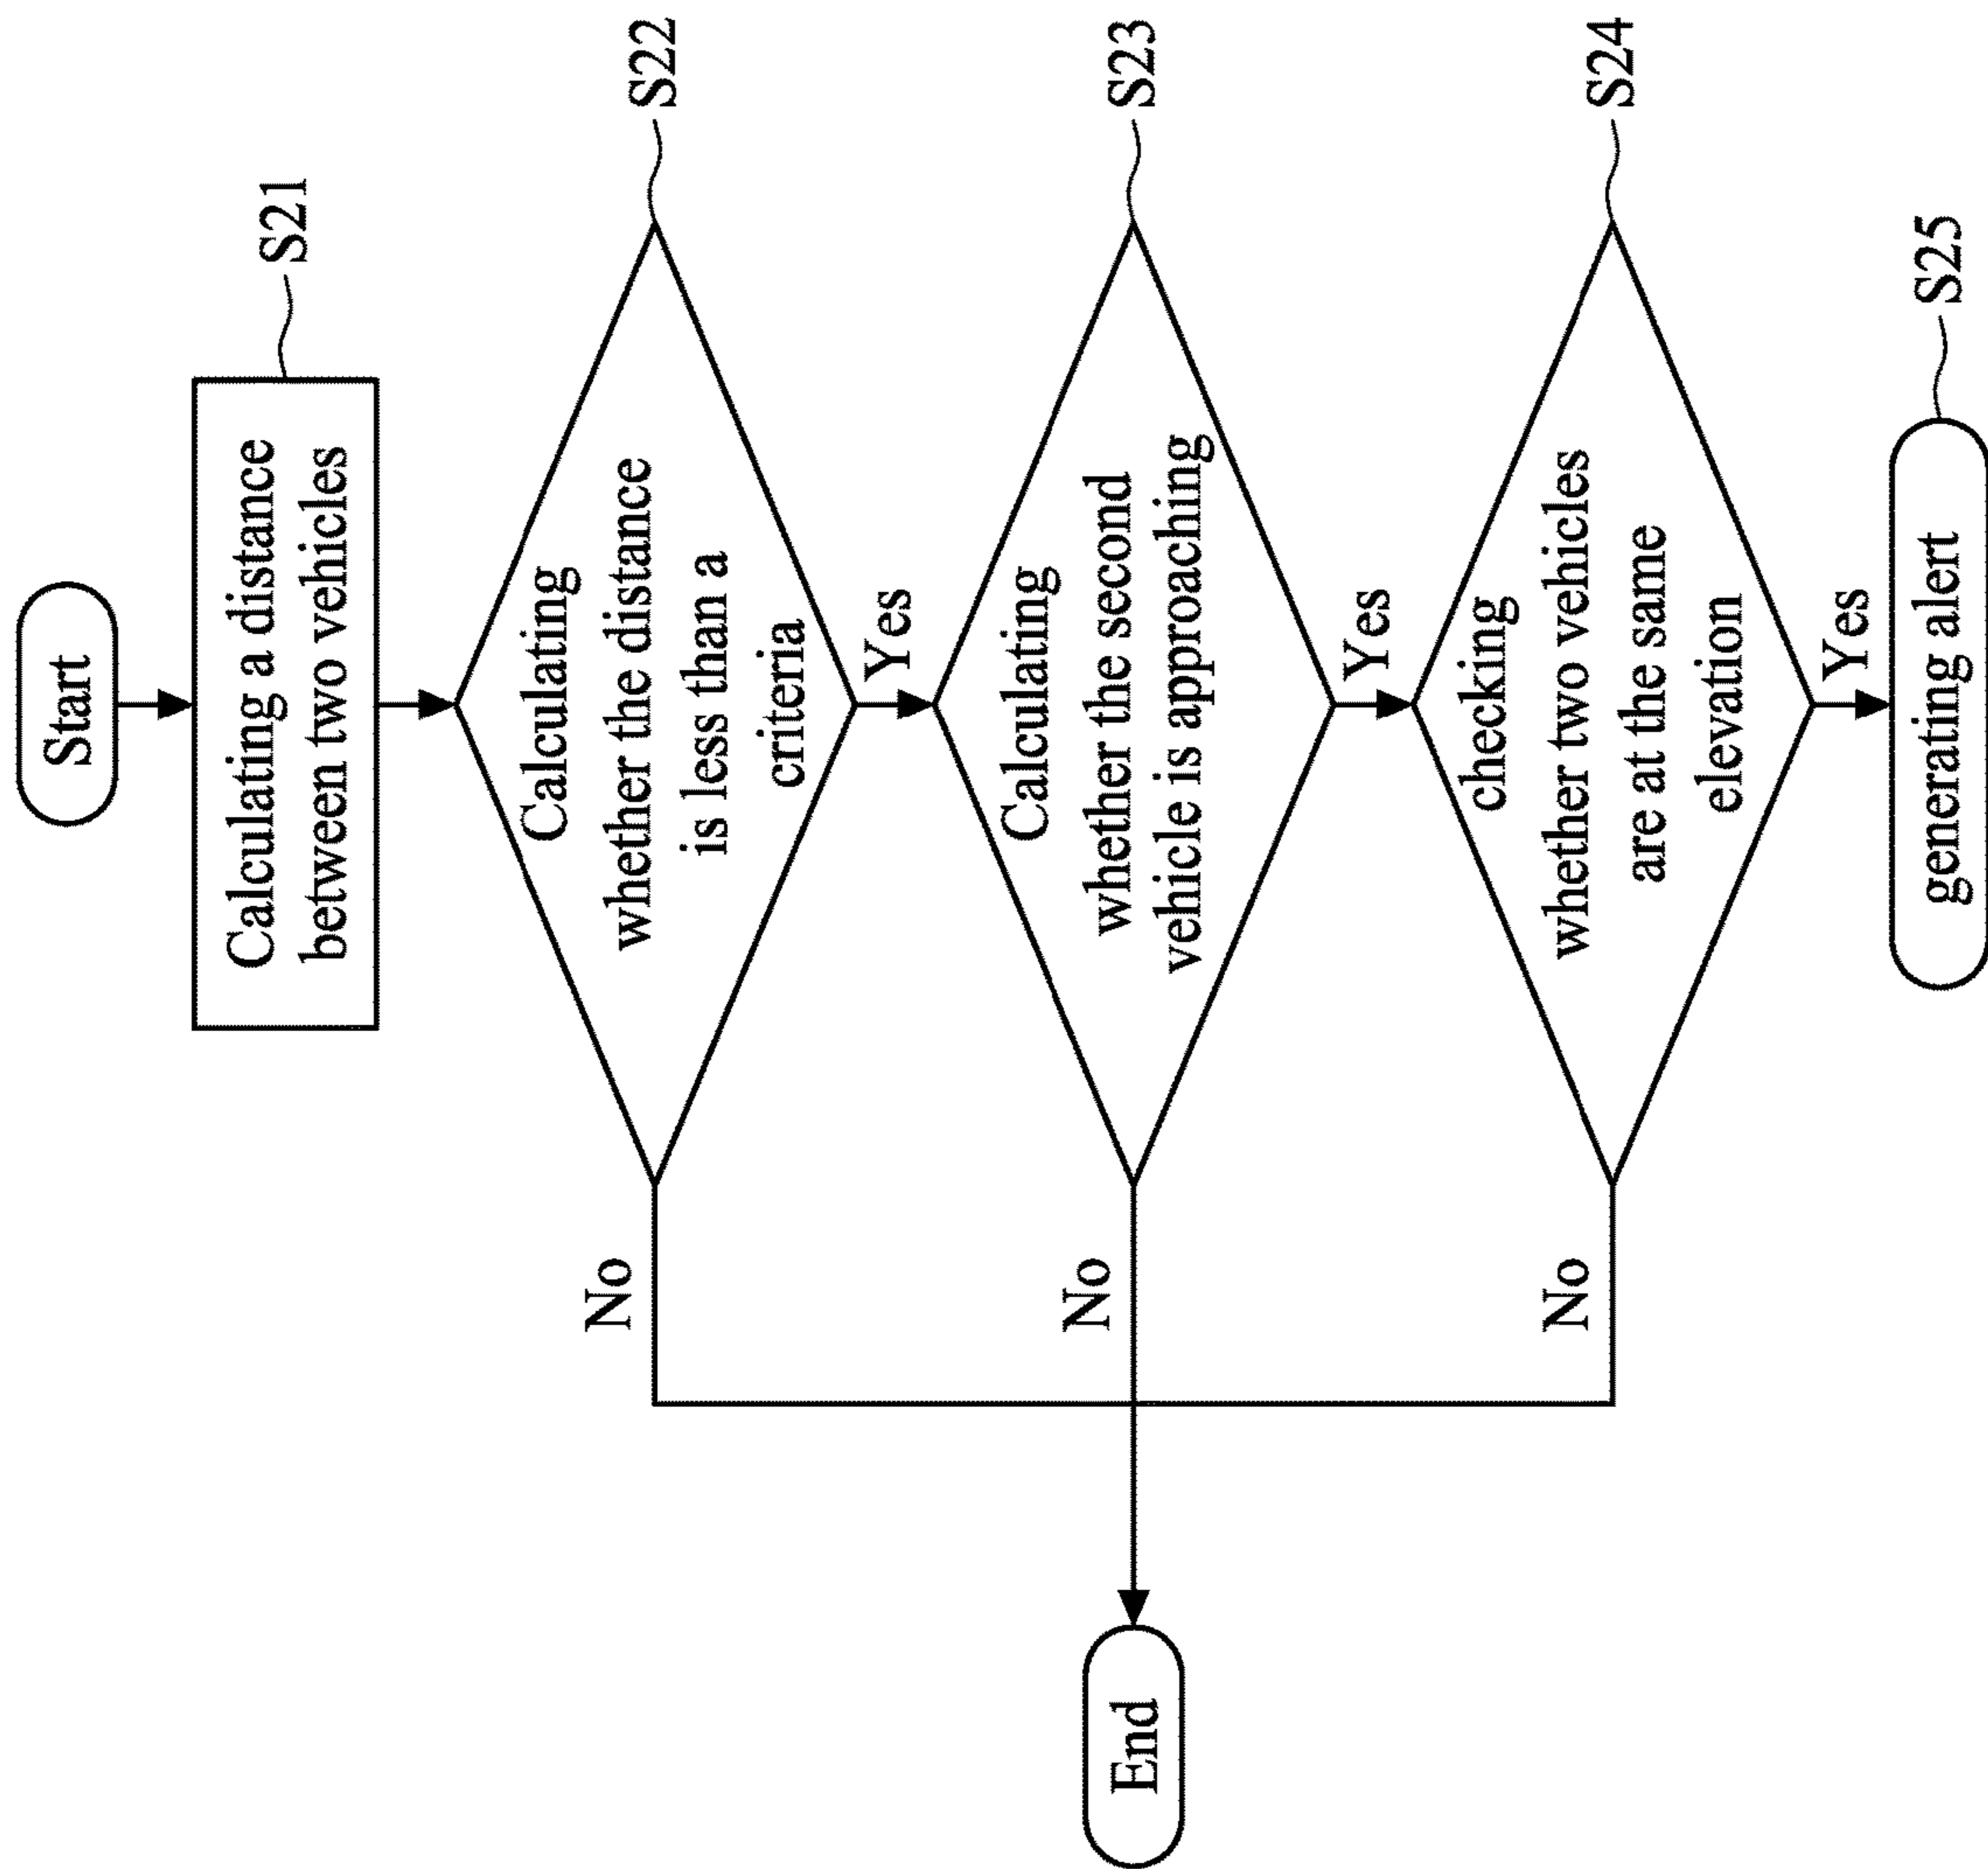 Start
Calculating a distance
between two vehicles
S21
Calculating
whether the distance
is less than a
criteria
S22
No
Yes
Calculating
whether the second
vehicle is approaching
S23
No
Yes
checking
whether two vehicles
are at the same
elevation
S24
No
Yes
generating alert
S25
End